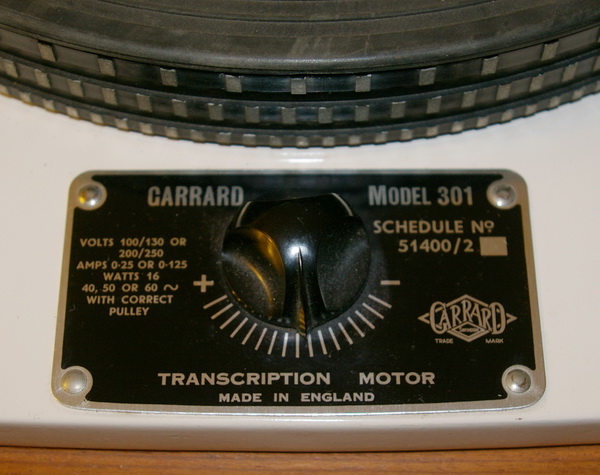 GARRARD MODEL 301
SCHEDULE Nº
51400/2
VOLTS 100/130 OR
200/250
AMPS 0·25 OR 0·125
WATTS 16
40, 50 OR 60 ~
WITH CORRECT
PULLEY
+ −
GARRARD
TRADE MARK
TRANSCRIPTION MOTOR
MADE IN ENGLAND